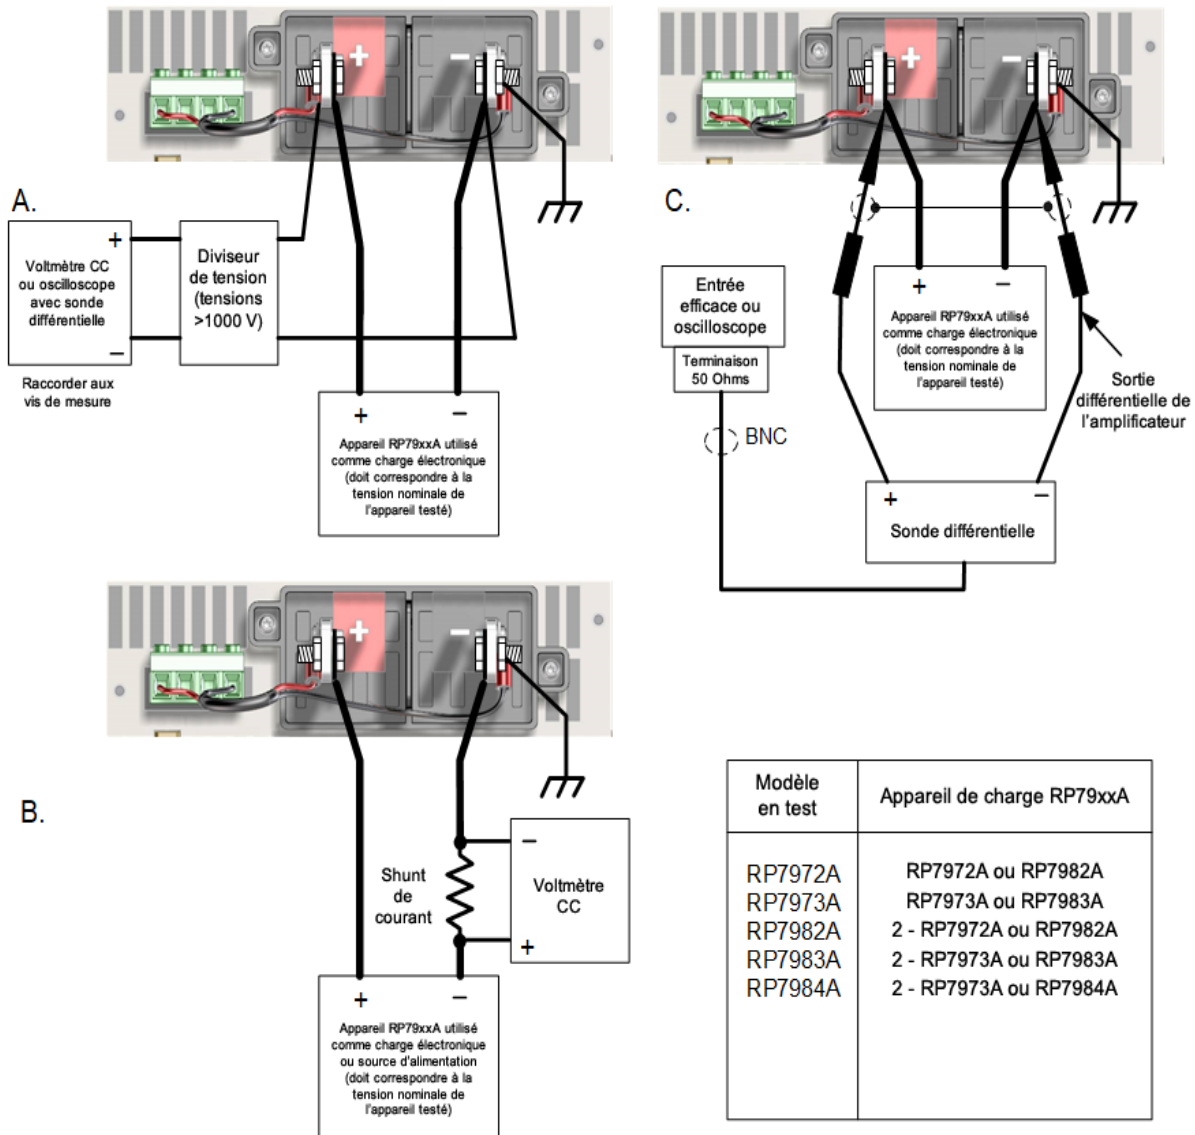 +
−
A.
+
−
Voltmètre CC
ou oscilloscope
avec sonde
différentielle
Raccorder aux
vis de mesure
Diviseur
de tension
(tensions
>1000 V)
+
−
Appareil RP79xxA utilisé
comme charge électronique
(doit correspondre à la
tension nominale de
l'appareil testé)
+
−
C.
Entrée
efficace ou
oscilloscope
Terminaison
50 Ohms
BNC
+
−
Appareil RP79xxA utilisé
comme charge électronique
(doit correspondre à la
tension nominale de
l'appareil testé)
Sortie
différentielle de
l'amplificateur
+
−
Sonde différentielle
+
−
B.
Shunt
de
courant
−
+
Voltmètre
CC
+
−
Appareil RP79xxA utilisé
comme charge électronique
ou source d'alimentation
(doit correspondre à la
tension nominale de
l'appareil testé)
Modèle
en test
Appareil de charge RP79xxA
RP7972A
RP7972A ou RP7982A
RP7973A
RP7973A ou RP7983A
RP7982A
2 - RP7972A ou RP7982A
RP7983A
2 - RP7973A ou RP7983A
RP7984A
2 - RP7973A ou RP7984A